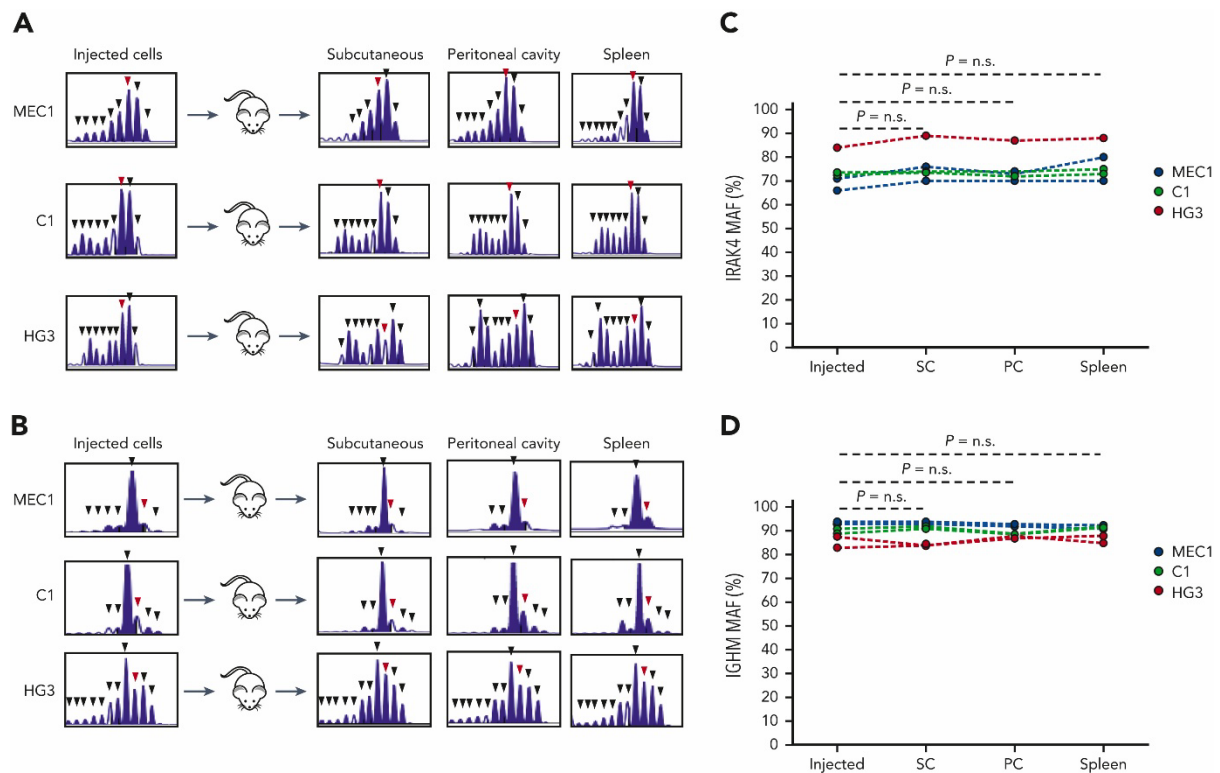 A
Injected cells
Subcutaneous
Peritoneal cavity
Spleen
MEC1
C1
HG3
B
Injected cells
Subcutaneous
Peritoneal cavity
Spleen
MEC1
C1
HG3
C
P = n.s.
P = n.s.
P = n.s.
IRAK4 MAF (%)
100
90
80
70
60
50
40
30
20
10
0
Injected
SC
PC
Spleen
MEC1
C1
HG3
D
P = n.s.
P = n.s.
P = n.s.
IGHM MAF (%)
100
90
80
70
60
50
40
30
20
10
0
Injected
SC
PC
Spleen
MEC1
C1
HG3